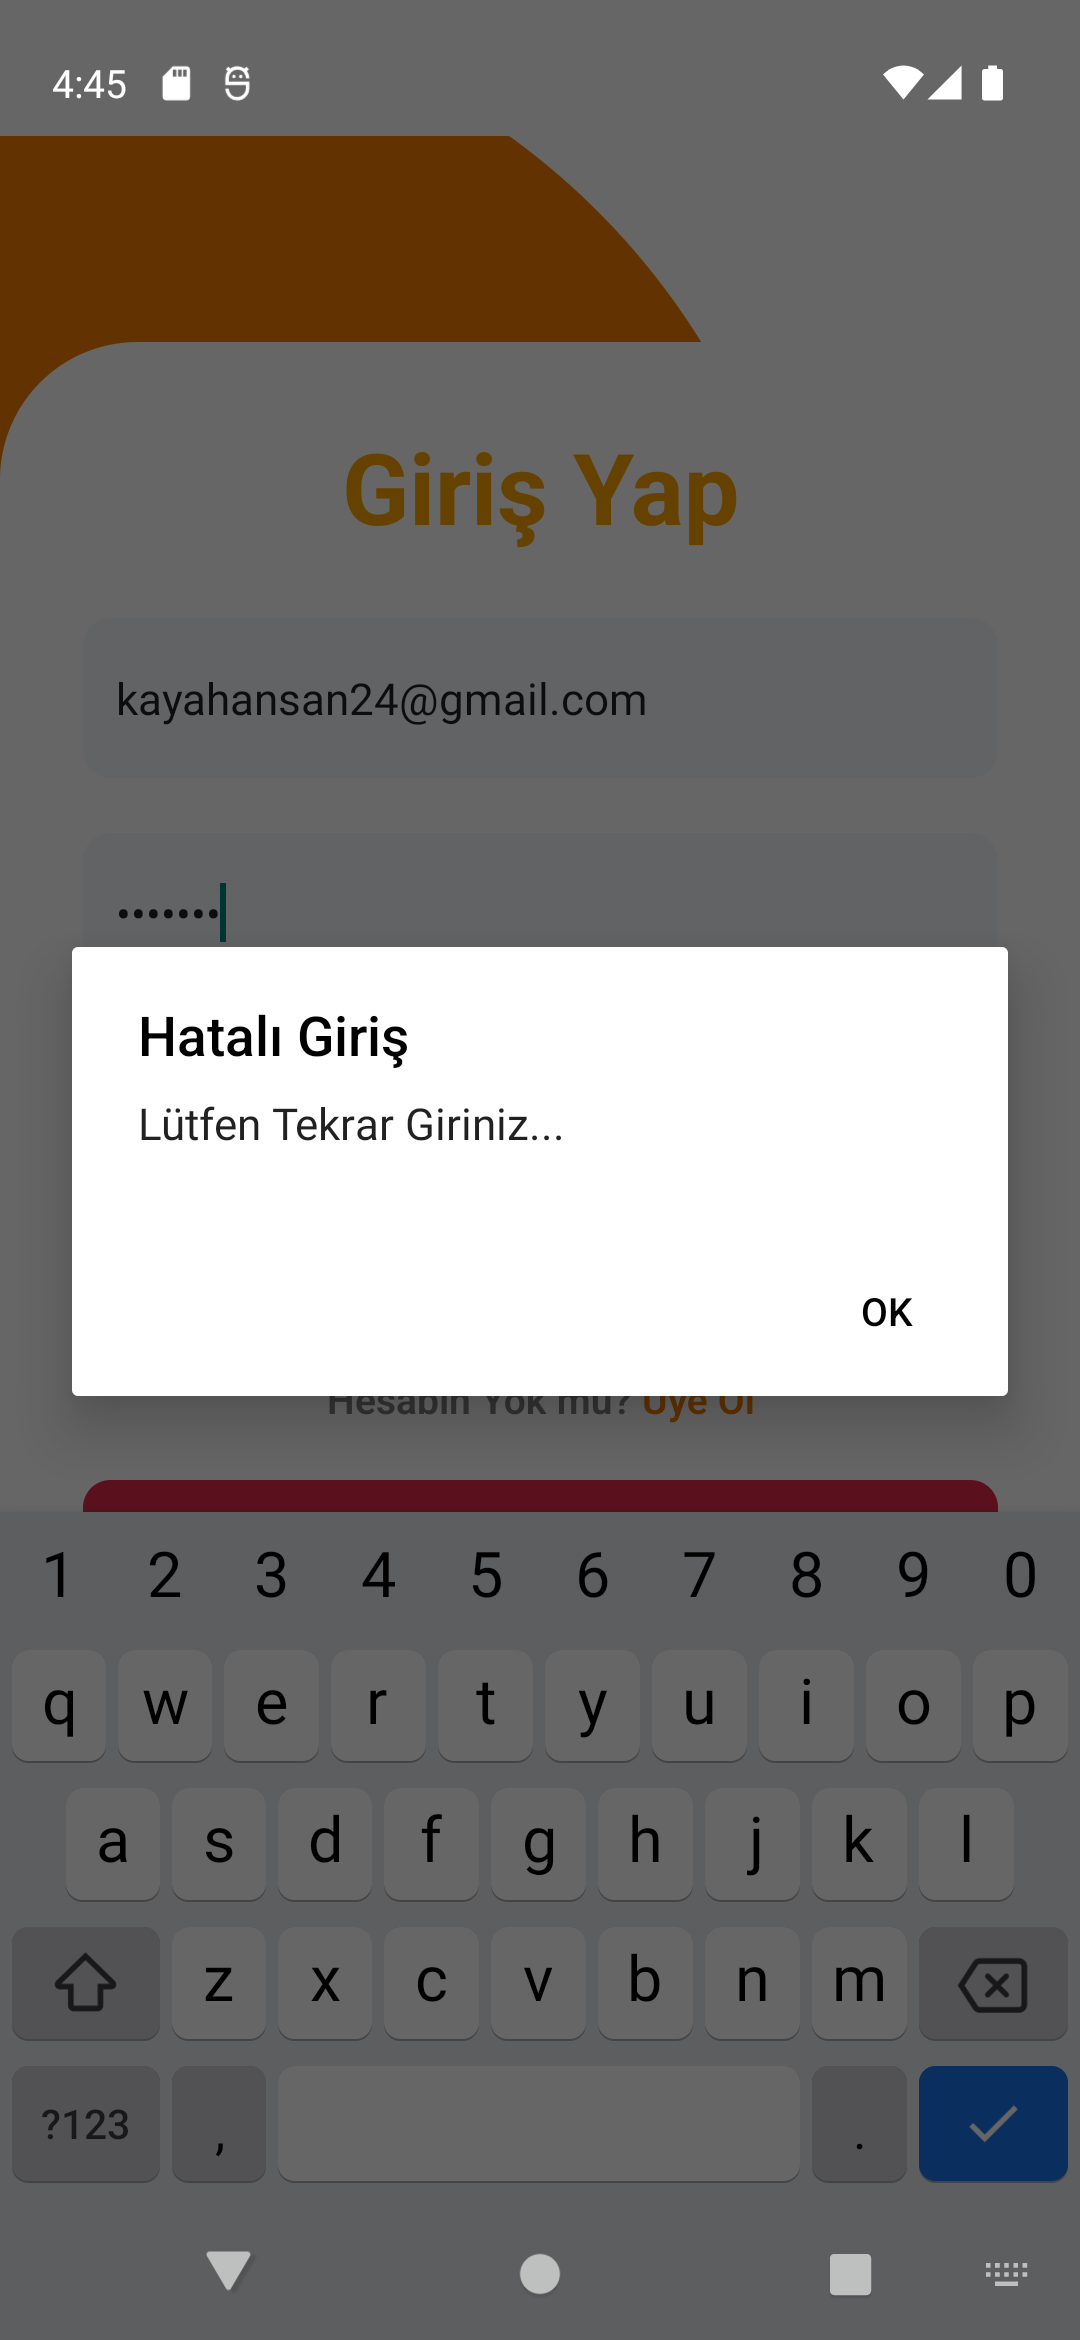 4:45
Giriş Yap
kayahansan24@gmail.com
•••••••
Hatalı Giriş
Lütfen Tekrar Giriniz...
OK
Hesabın Yok mu? Üye Ol
1 2 3 4 5 6 7 8 9 0
q w e r t y u i o p
a s d f g h j k l
z x c v b n m
?123 , .